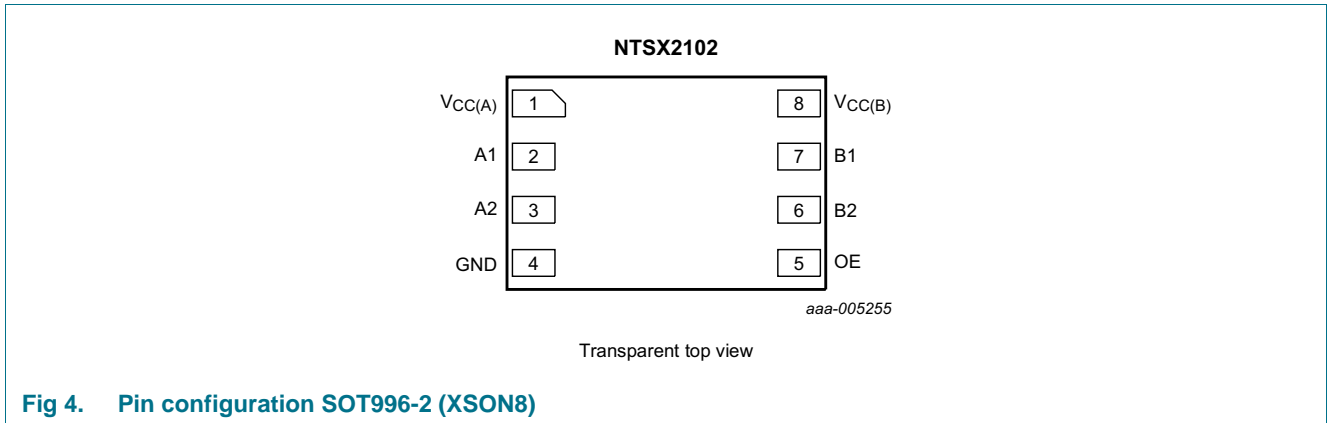 NTSX2102
VCC(A) 1 8 VCC(B)
A1 2 7 B1
A2 3 6 B2
GND 4 5 OE
aaa-005255
Transparent top view
Fig 4. Pin configuration SOT996-2 (XSON8)